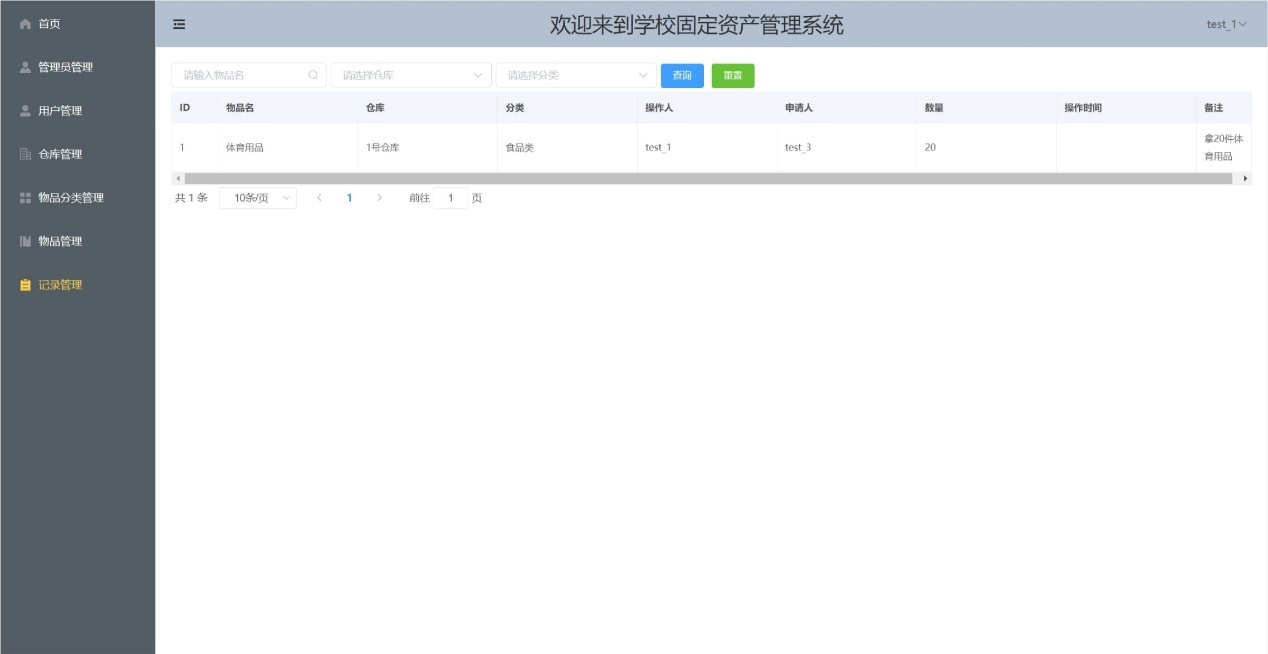 首页
管理员管理
用户管理
仓库管理
物品分类管理
物品管理
记录管理
欢迎来到学校固定资产管理系统
test_1
请输入物品名 请选择仓库 请选择分类 查询 重置
ID 物品名 仓库 分类 操作人 申请人 数量 操作时间 备注
1 体育用品 1号仓库 食品类 test_1 test_3 20 拿20件体
育用品
共 1 条 10条/页 1 前往 1 页